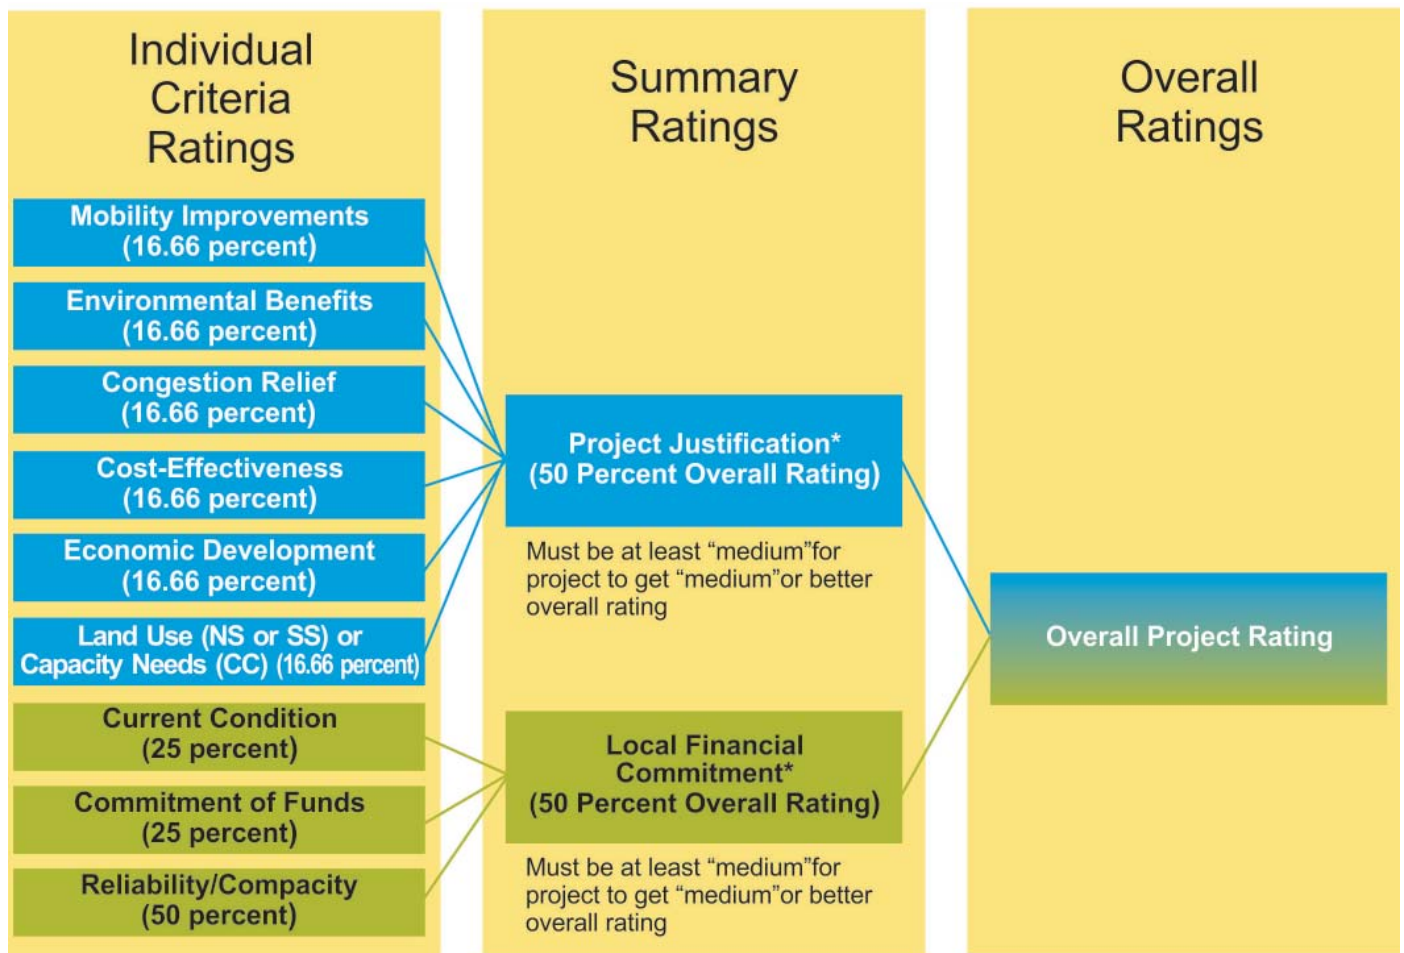 Individual
Criteria
Ratings
Mobility Improvements
(16.66 percent)
Environmental Benefits
(16.66 percent)
Congestion Relief
(16.66 percent)
Cost-Effectiveness
(16.66 percent)
Economic Development
(16.66 percent)
Land Use (NS or SS) or
Capacity Needs (CC) (16.66 percent)
Current Condition
(25 percent)
Commitment of Funds
(25 percent)
Reliability/Compacity
(50 percent)
Summary
Ratings
Project Justification*
(50 Percent Overall Rating)
Must be at least “medium”for
project to get “medium”or better
overall rating
Local Financial
Commitment*
(50 Percent Overall Rating)
Must be at least “medium”for
project to get “medium”or better
overall rating
Overall
Ratings
Overall Project Rating